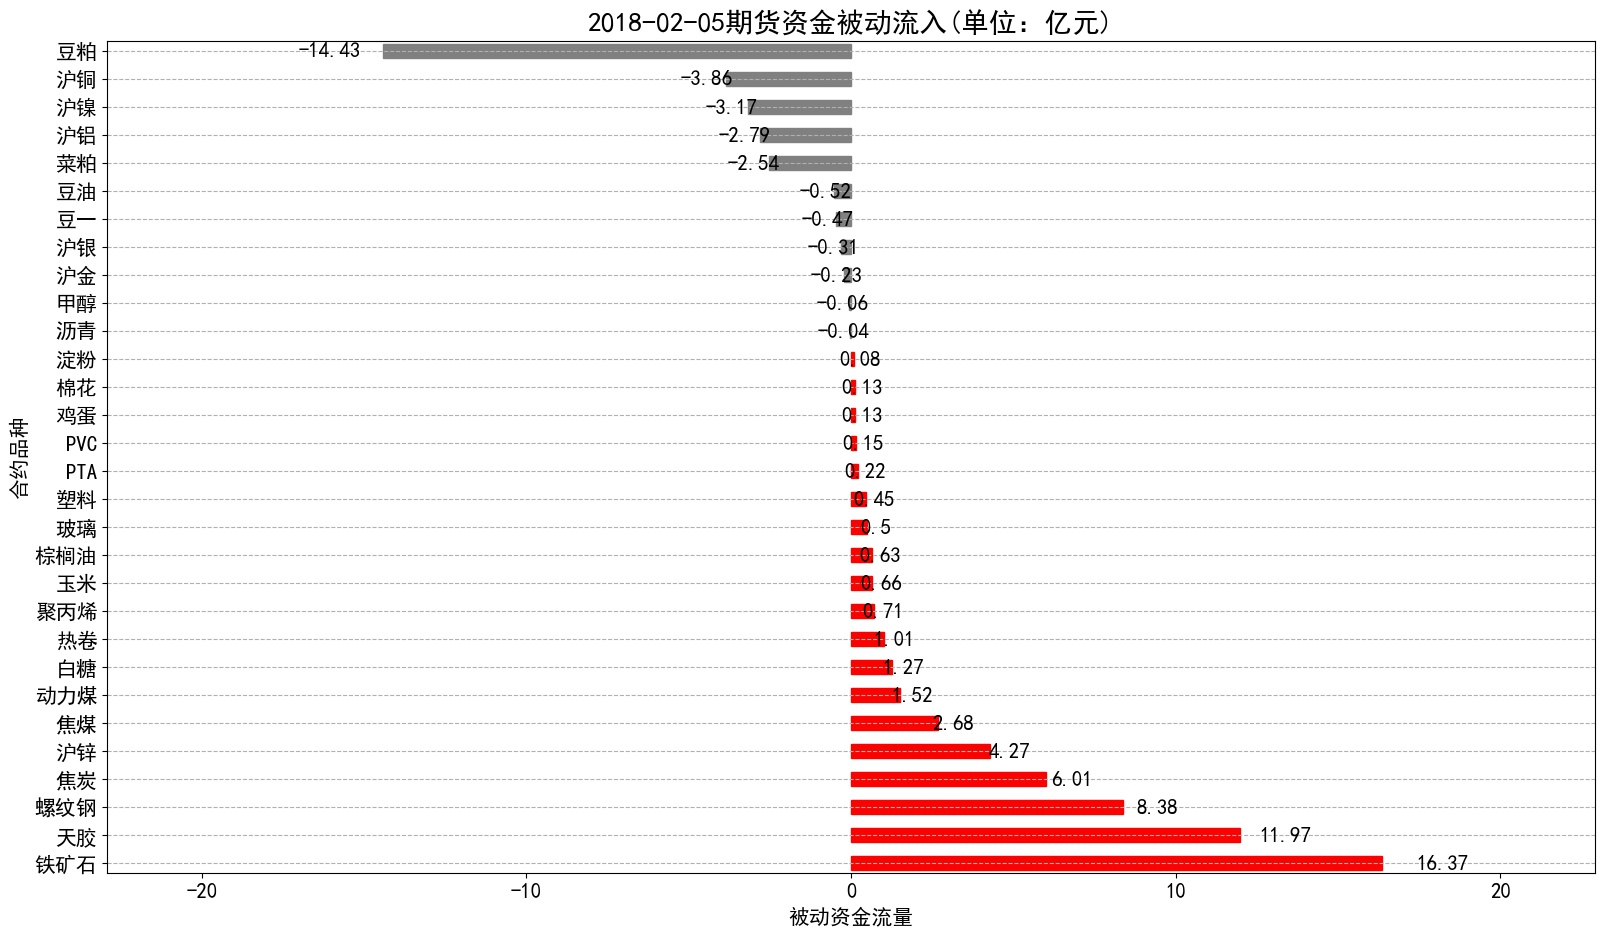 2018-02-05期货资金被动流入(单位：亿元)
豆粕 -14.43
沪铜 -3.86
沪镍 -3.17
沪铝 -2.79
菜粕 -2.54
豆油 -0.52
豆一 -0.47
沪银 -0.31
沪金 -0.23
甲醇 -0.06
沥青 -0.04
淀粉 0.08
棉花 0.13
鸡蛋 0.13
PVC 0.15
PTA 0.22
塑料 0.45
玻璃 0.5
棕榈油 0.63
玉米 0.66
聚丙烯 0.71
热卷 1.01
白糖 1.27
动力煤 1.52
焦煤 2.68
沪锌 4.27
焦炭 6.01
螺纹钢 8.38
天胶 11.97
铁矿石 16.37
合约品种
-20 -10 0 10 20
被动资金流量